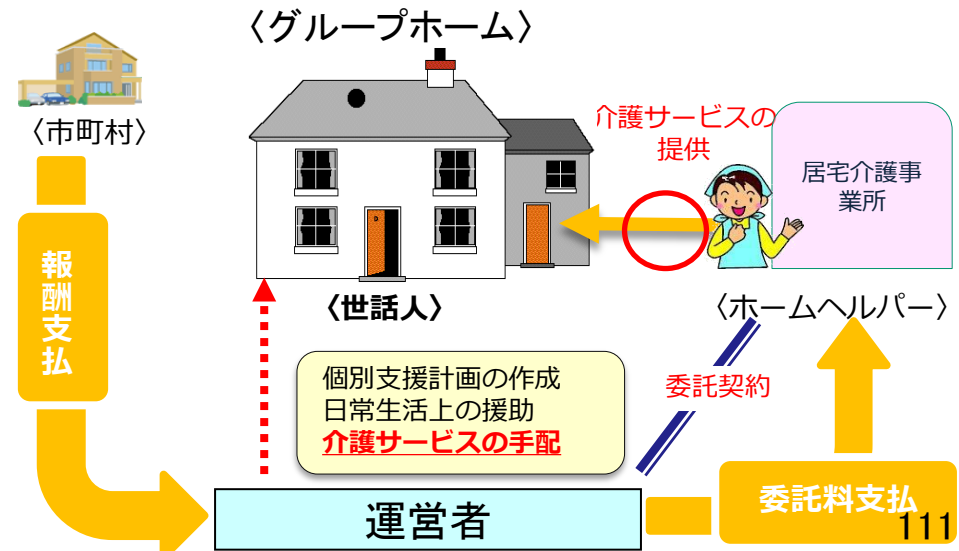 〈グループホーム〉
〈市町村〉
介護サービスの
提供
居宅介護事
業所
報
酬
支
払
〈世話人〉
〈ホームヘルパー〉
個別支援計画の作成
日常生活上の援助
介護サービスの手配
委託契約
運営者
委託料支払
111